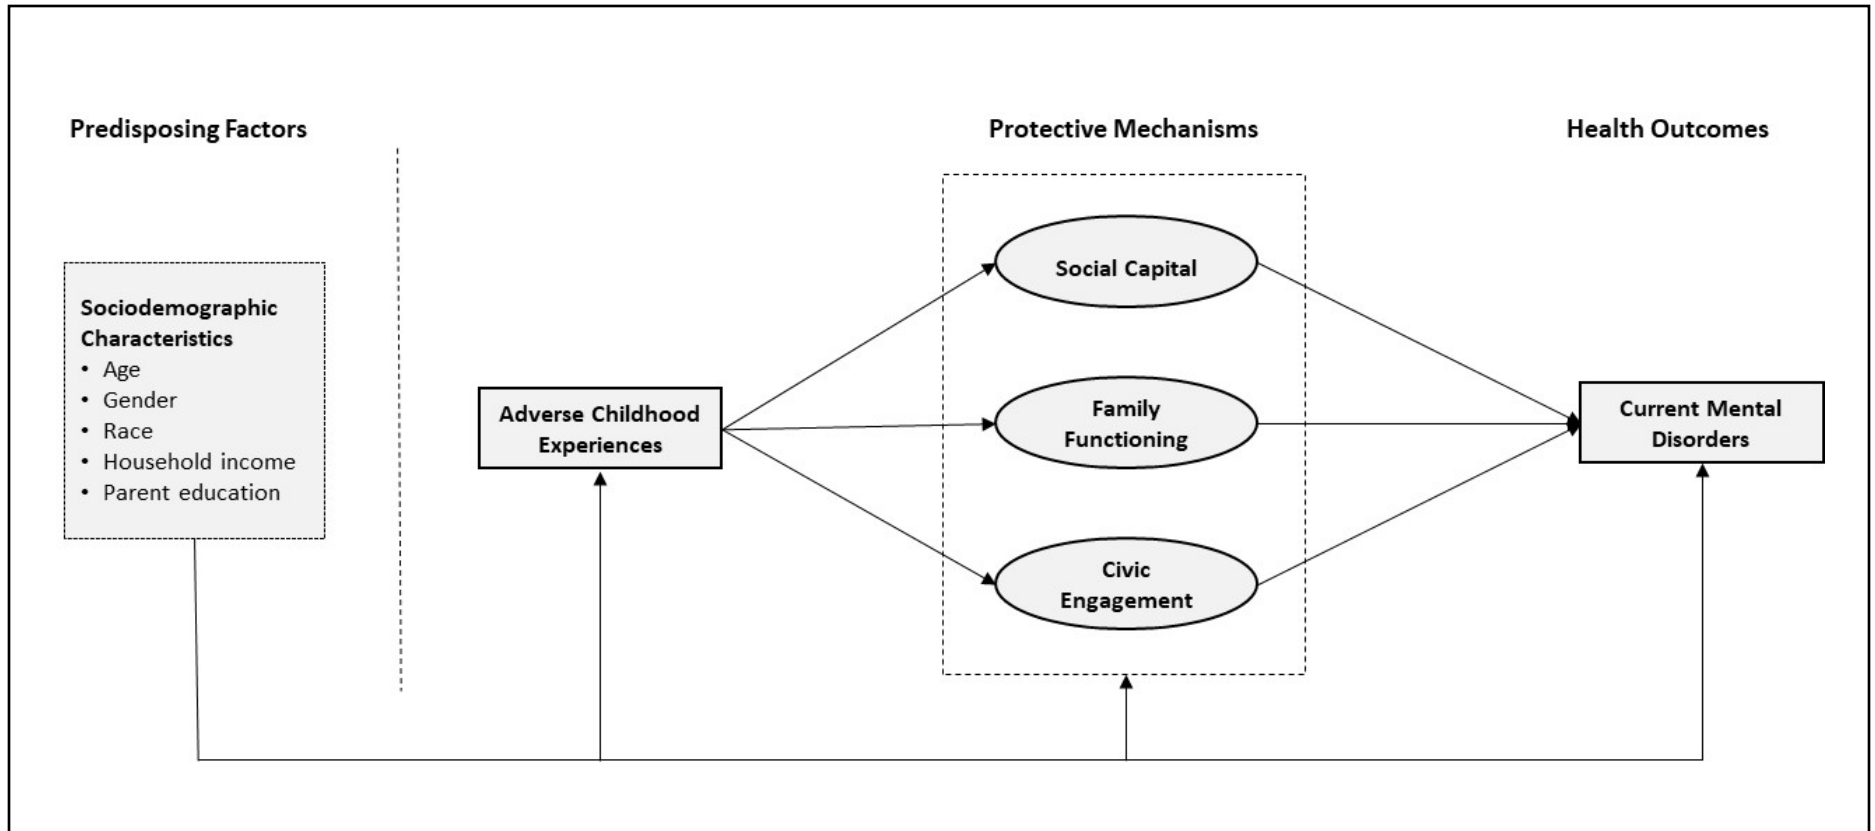 Predisposing Factors
Protective Mechanisms
Health Outcomes
Sociodemographic
Characteristics
• Age
• Gender
• Race
• Household income
• Parent education
Adverse Childhood
Experiences
Social Capital
Family
Functioning
Civic
Engagement
Current Mental
Disorders